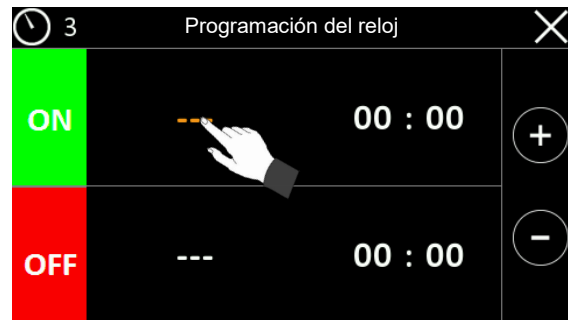 3 Programación del reloj
ON --- 00 : 00 +
OFF --- 00 : 00 -